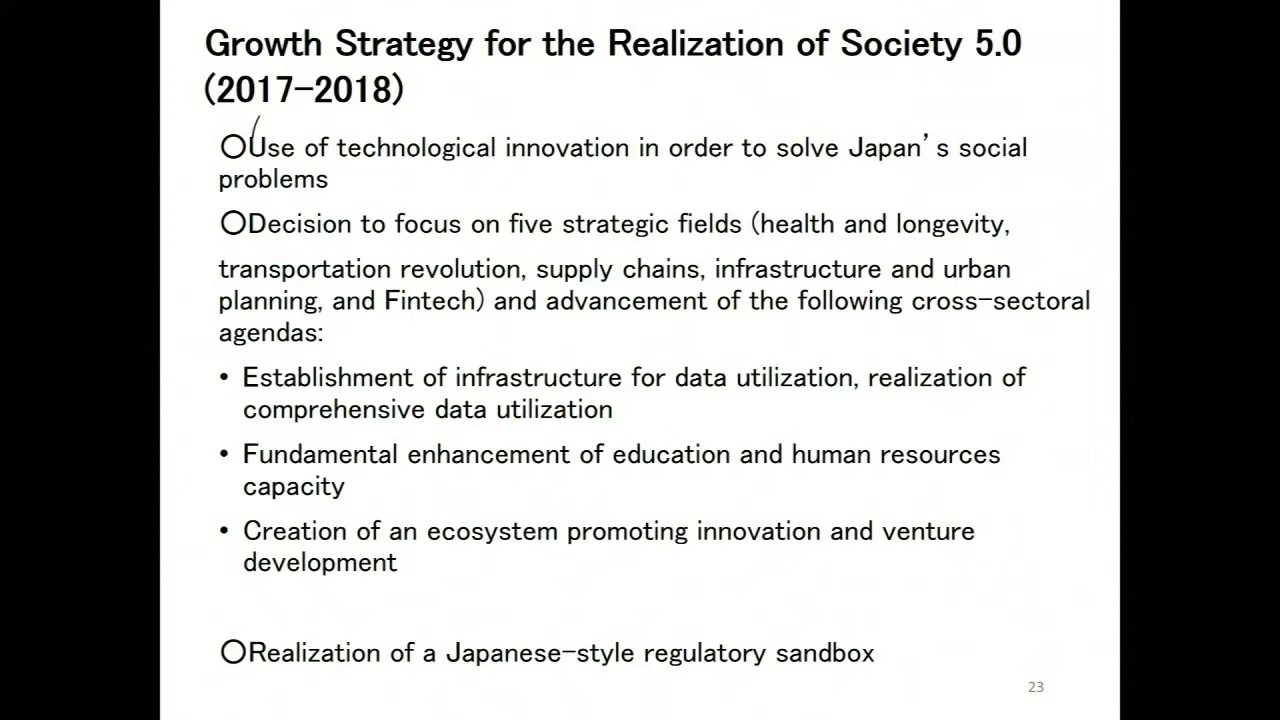 Growth Strategy for the Realization of Society 5.0
(2017-2018)
○Use of technological innovation in order to solve Japan’s social
problems
○Decision to focus on five strategic fields (health and longevity,
transportation revolution, supply chains, infrastructure and urban
planning, and Fintech) and advancement of the following cross-sectoral
agendas:
• Establishment of infrastructure for data utilization, realization of
comprehensive data utilization
• Fundamental enhancement of education and human resources
capacity
• Creation of an ecosystem promoting innovation and venture
development
○Realization of a Japanese-style regulatory sandbox
23